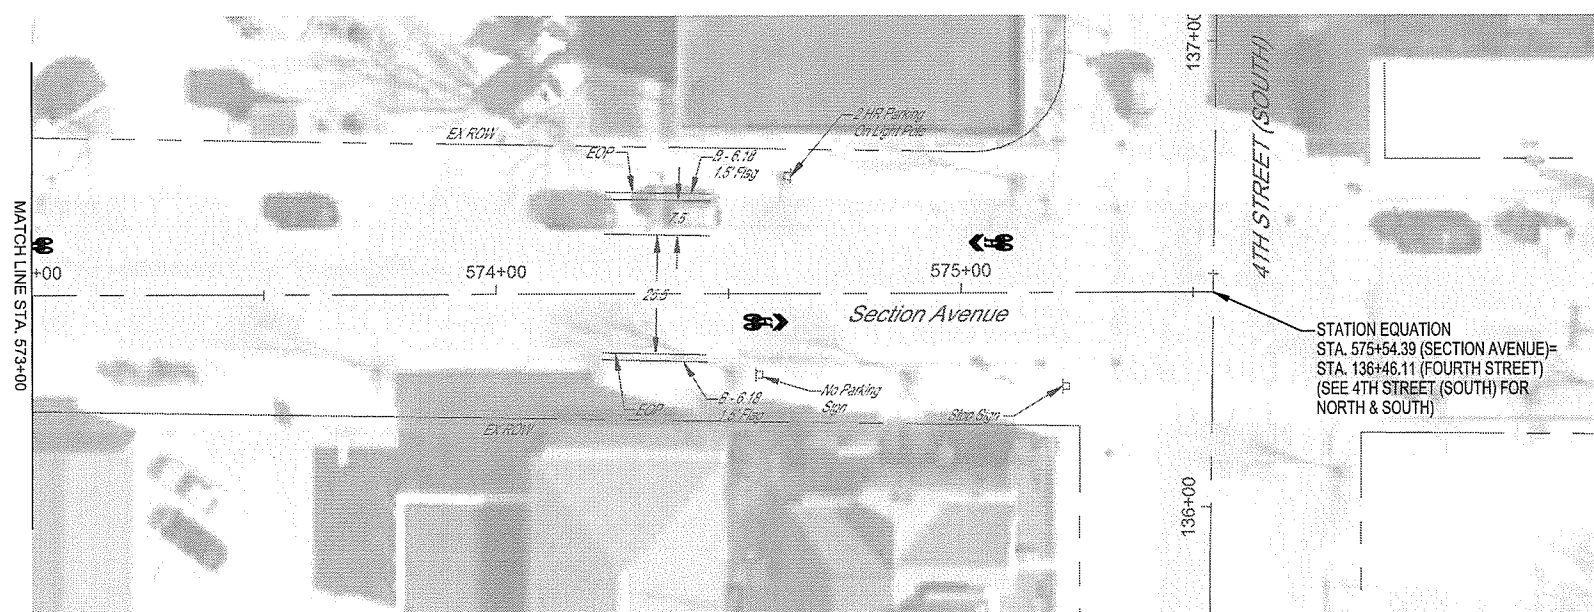 137+00
4TH STREET (SOUTH)
2 HR Parking
On Light Pole
EX ROW
EOP
B - 6.18
1.5' Flag
7.5
MATCH LINE STA. 573+00
+00
574+00
575+00
25.5
Section Avenue
STATION EQUATION
STA. 575+54.39 (SECTION AVENUE)=
STA. 136+46.11 (FOURTH STREET)
(SEE 4TH STREET (SOUTH) FOR
NORTH & SOUTH)
No Parking
Sign
B - 6.18
1.5' Flag
EOP
Stop Sign
EX ROW
136+00